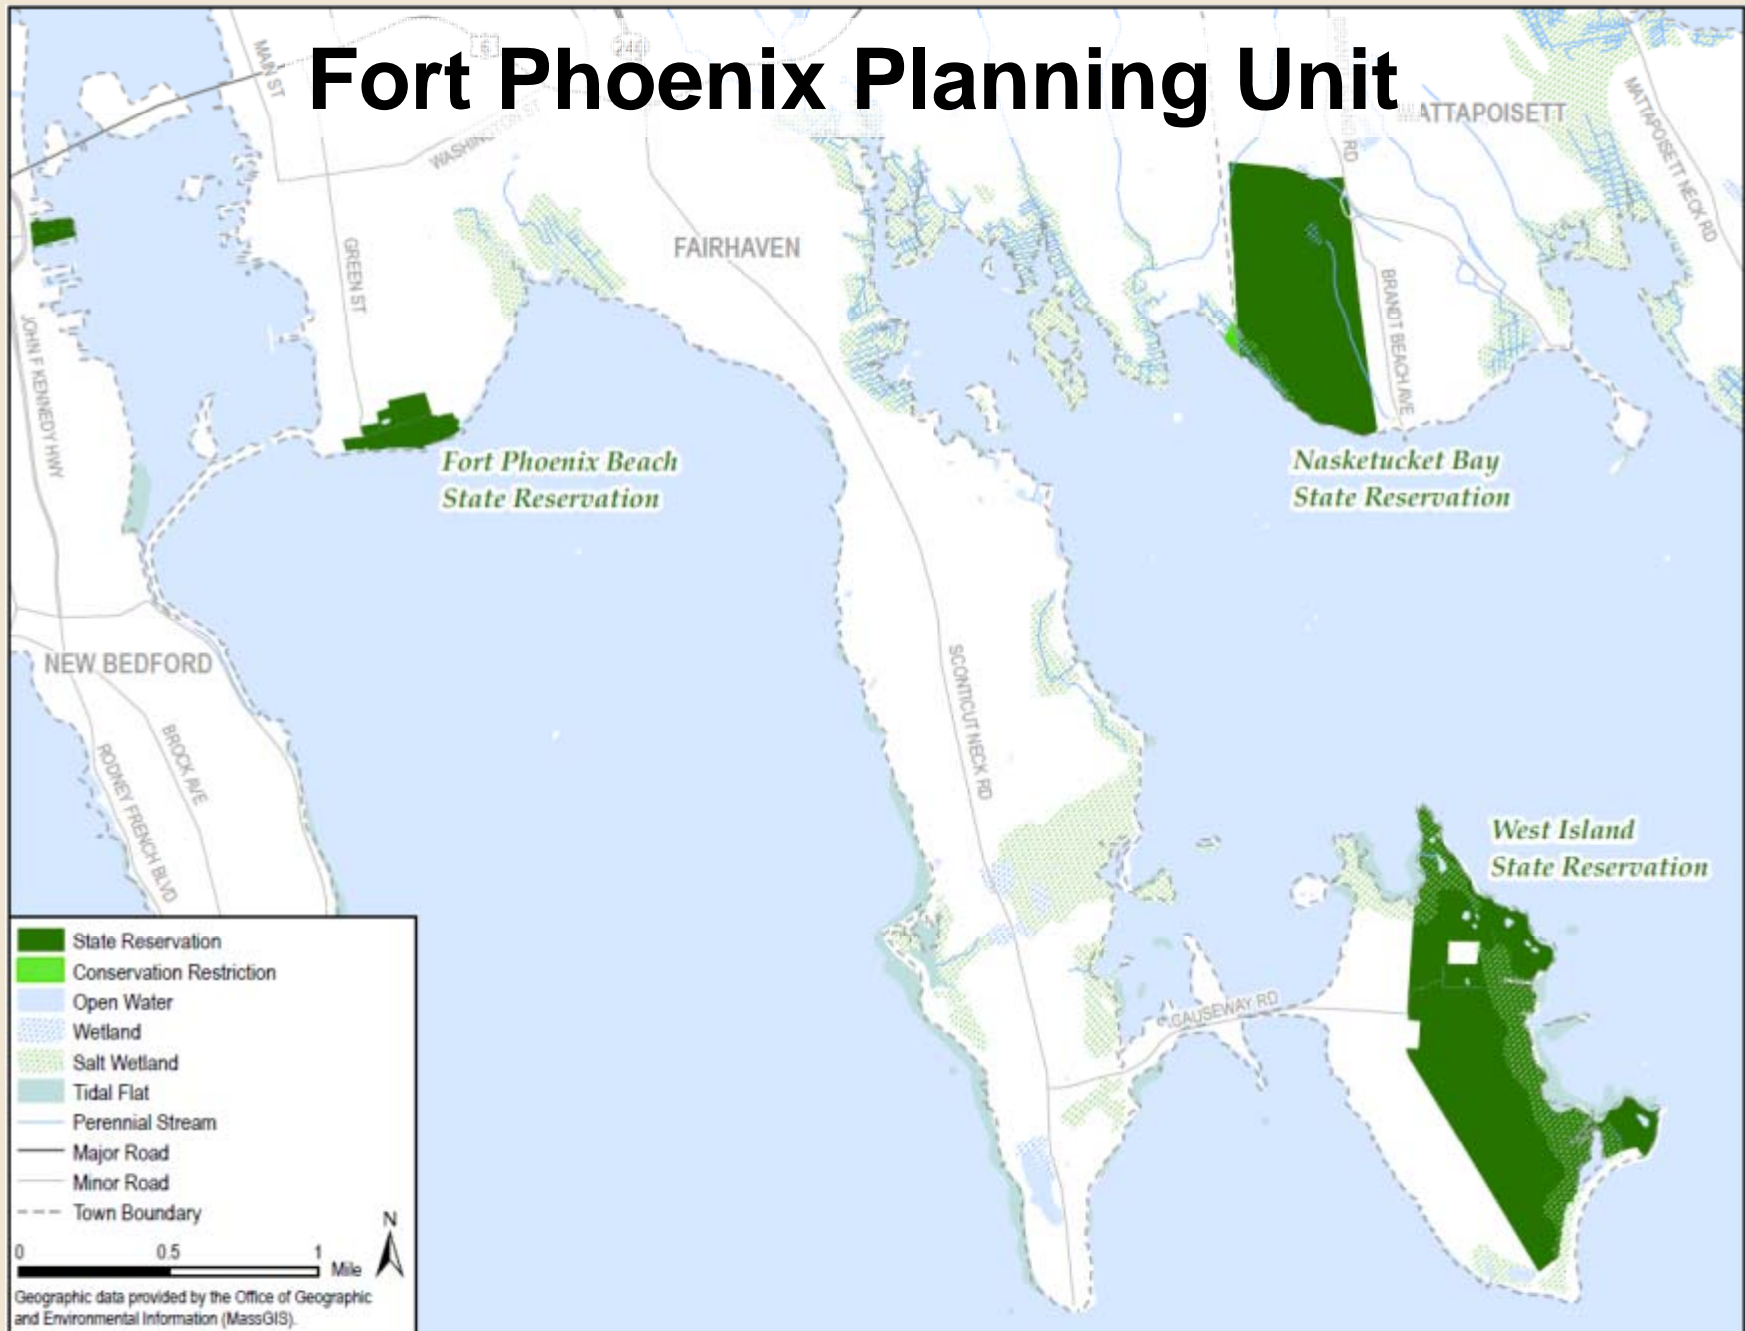 Fort Phoenix Planning Unit
6
240
MAIN ST
WASHINGTON ST
ATTAPOISETT
RD
MATTAPOISETT NECK RD
FAIRHAVEN
GREEN ST
BRANDT BEACH AVE
JOHN F KENNEDY HWY
Fort Phoenix Beach
State Reservation
Nasketucket Bay
State Reservation
NEW BEDFORD
SCONTICUT NECK RD
BROCK AVE
RODNEY FRENCH BLVD
West Island
State Reservation
CAUSEWAY RD
State Reservation
Conservation Restriction
Open Water
Wetland
Salt Wetland
Tidal Flat
Perennial Stream
Major Road
Minor Road
Town Boundary
N
0 0.5 1
Mile
Geographic data provided by the Office of Geographic
and Environmental Information (MassGIS).